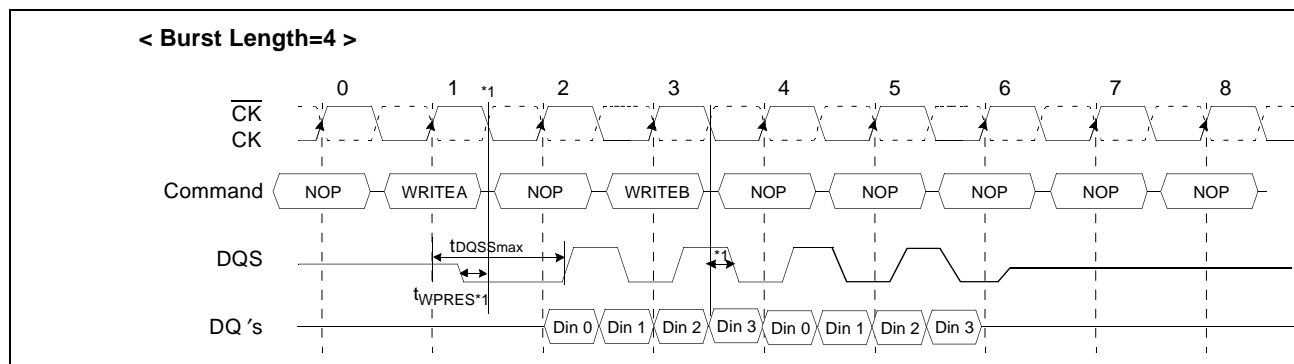 < Burst Length=4 >
0 1 *1 2 3 4 5 6 7 8
CK
CK
Command NOP WRITEA NOP WRITEB NOP NOP NOP NOP NOP
DQS tDQSSmax *1
tWPRES*1
DQ 's Din 0 Din 1 Din 2 Din 3 Din 0 Din 1 Din 2 Din 3